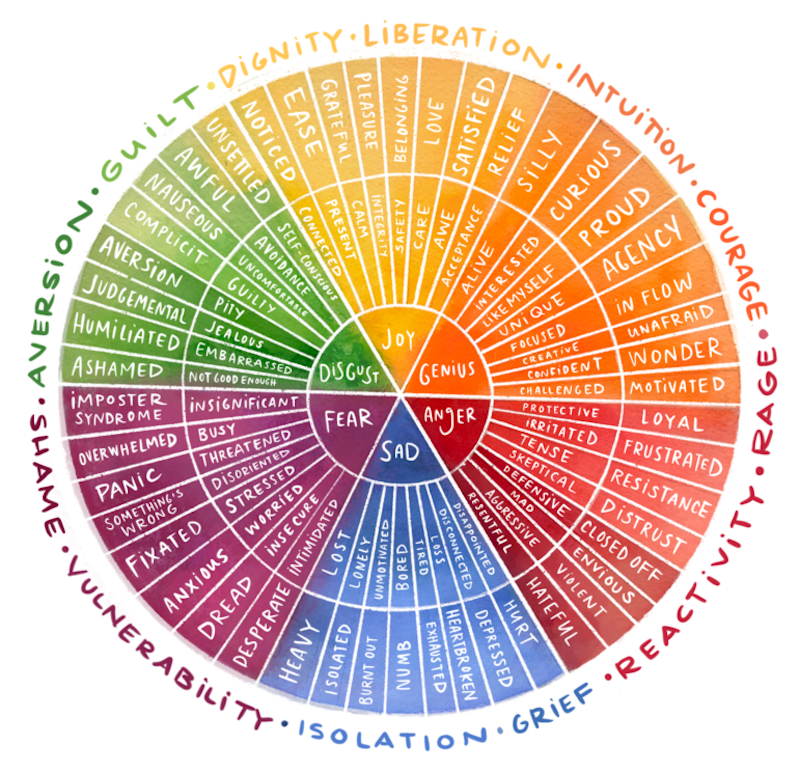 DIGNITY · LIBERATION · INTUITION · COURAGE · RAGE · REACTIVITY · GRIEF · ISOLATION · VULNERABILITY · SHAME · AVERSION · GUILT ·
JOY
GENIUS
ANGER
SAD
FEAR
DISGUST
CONNECTED
PRESENT
CALM
INTEGRITY
SAFETY
CARE
AWE
ACCEPTANCE
ALIVE
INTERESTED
LIKE MYSELF
UNIQUE
FOCUSED
CREATIVE
CONFIDENT
CHALLENGED
PROTECTIVE
IRRITATED
TENSE
SKEPTICAL
DEFENSIVE
MAD
AGGRESSIVE
RESENTFUL
DISAPPOINTED
DISCONNECTED
LOSS
TIRED
BORED
UNMOTIVATED
LONELY
LOST
INTIMIDATED
INSECURE
WORRIED
STRESSED
DISORIENTED
THREATENED
BUSY
INSIGNIFICANT
NOT GOOD ENOUGH
EMBARRASSED
JEALOUS
PITY
GUILTY
UNCOMFORTABLE
AVOIDANCE
SELF-CONSCIOUS
NOTICED
EASE
GRATEFUL
PLEASURE
BELONGING
LOVE
SATISFIED
RELIEF
SILLY
CURIOUS
PROUD
AGENCY
IN FLOW
UNAFRAID
WONDER
MOTIVATED
LOYAL
FRUSTRATED
RESISTANCE
DISTRUST
CLOSED OFF
ENVIOUS
VIOLENT
HATEFUL
HURT
DEPRESSED
HEARTBROKEN
EXHAUSTED
NUMB
BURNT OUT
ISOLATED
HEAVY
DESPERATE
DREAD
ANXIOUS
FIXATED
SOMETHING'S
WRONG
PANIC
OVERWHELMED
IMPOSTER
SYNDROME
ASHAMED
HUMILIATED
JUDGEMENTAL
AVERSION
COMPLICIT
NAUSEOUS
AWFUL
UNSETTLED